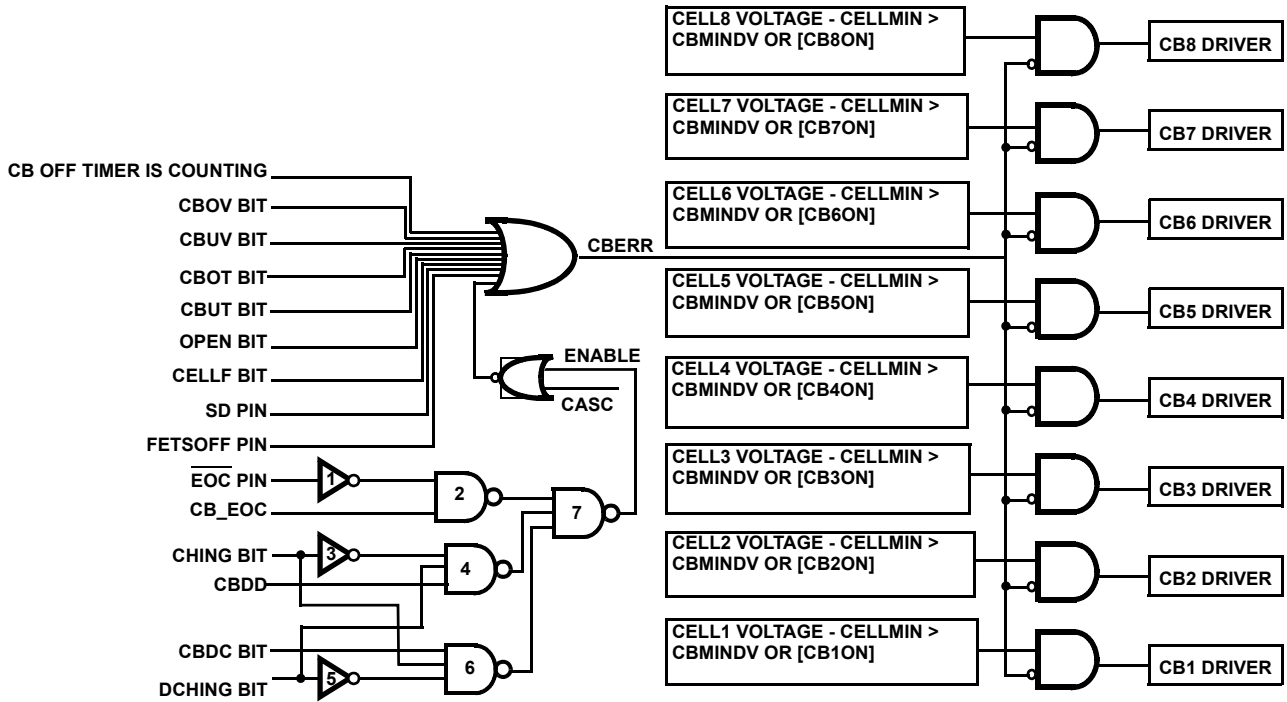 CELL8 VOLTAGE - CELLMIN >
CBMINDV OR [CB8ON]
CB8 DRIVER
CELL7 VOLTAGE - CELLMIN >
CBMINDV OR [CB7ON]
CB7 DRIVER
CB OFF TIMER IS COUNTING
CBOV BIT
CBUV BIT
CBOT BIT
CBUT BIT
OPEN BIT
CELLF BIT
SD PIN
FETSOFF PIN
EOC PIN
CB_EOC
CHING BIT
CBDD
CBDC BIT
DCHING BIT
1
2
3
4
5
6
7
CBERR
ENABLE
CASC
CELL6 VOLTAGE - CELLMIN >
CBMINDV OR [CB6ON]
CB6 DRIVER
CELL5 VOLTAGE - CELLMIN >
CBMINDV OR [CB5ON]
CB5 DRIVER
CELL4 VOLTAGE - CELLMIN >
CBMINDV OR [CB4ON]
CB4 DRIVER
CELL3 VOLTAGE - CELLMIN >
CBMINDV OR [CB3ON]
CB3 DRIVER
CELL2 VOLTAGE - CELLMIN >
CBMINDV OR [CB2ON]
CB2 DRIVER
CELL1 VOLTAGE - CELLMIN >
CBMINDV OR [CB1ON]
CB1 DRIVER